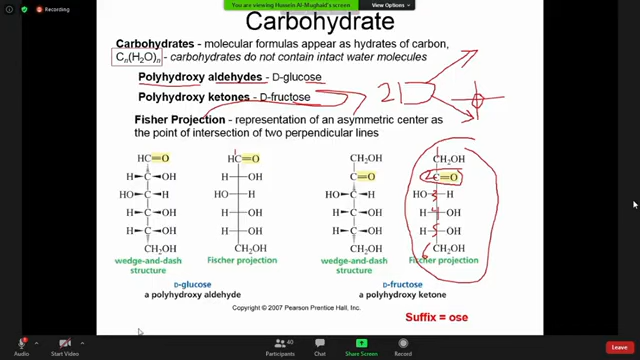 Recording
You are viewing Hussein Al-Mughaid's screen
Carbohydrate
Carbohydrates - molecular formulas appear as hydrates of carbon,
Cn(H2O)n - carbohydrates do not contain intact water molecules
Polyhydroxy aldehydes - D-glucose
Polyhydroxy ketones - D-fructose
Fisher Projection - representation of an asymmetric center as
the point of intersection of two perpendicular lines
HC=O HC=O CH2OH CH2OH
H-C-OH H-OH C=O C=O
HO-C-H HO-H HO-C-H HO-H
H-C-OH H-OH H-C-OH H-OH
H-C-OH H-OH H-C-OH H-OH
CH2OH CH2OH CH2OH CH2OH
wedge-and-dash structure
Fischer projection
wedge-and-dash structure
Fischer projection
D-glucose
a polyhydroxy aldehyde
D-fructose
a polyhydroxy ketone
Copyright © 2007 Pearson Prentice Hall, Inc.
Suffix = ose
Audio
Start Video
40
Participants
Chat
Share Screen
Record
Leave